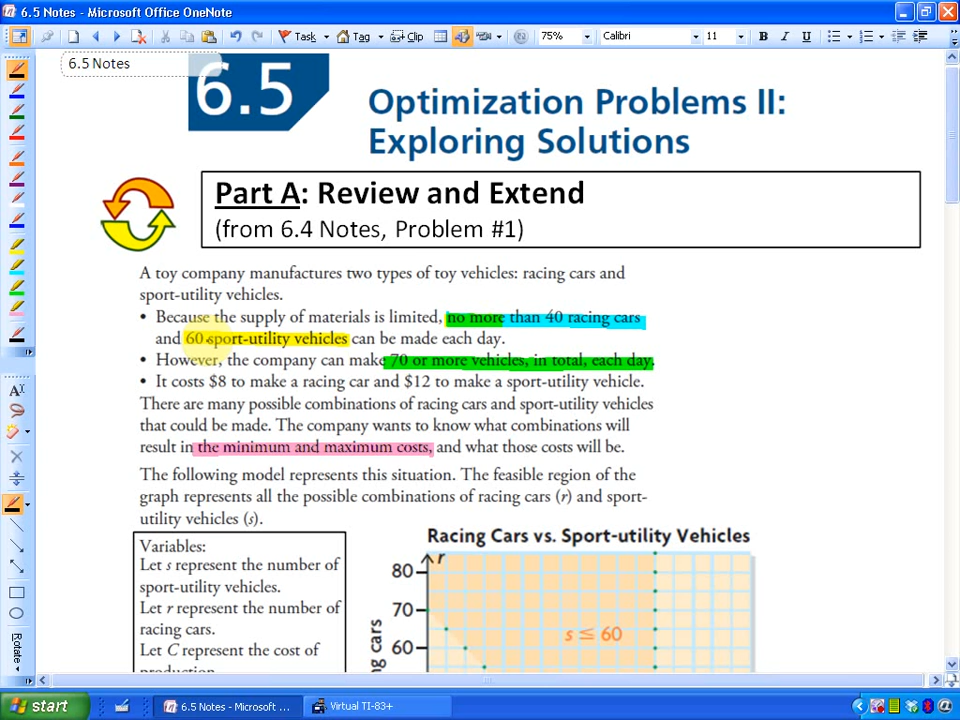 6.5 Notes - Microsoft Office OneNote
Task Tag Clip 75% Calibri 11 B I U
6.5 Notes
6.5 Optimization Problems II:
Exploring Solutions
Part A: Review and Extend
(from 6.4 Notes, Problem #1)
A toy company manufactures two types of toy vehicles: racing cars and
sport-utility vehicles.
• Because the supply of materials is limited, no more than 40 racing cars
and 60 sport-utility vehicles can be made each day.
• However, the company can make 70 or more vehicles, in total, each day.
• It costs $8 to make a racing car and $12 to make a sport-utility vehicle.
There are many possible combinations of racing cars and sport-utility vehicles
that could be made. The company wants to know what combinations will
result in the minimum and maximum costs, and what those costs will be.
The following model represents this situation. The feasible region of the
graph represents all the possible combinations of racing cars (r) and sport-
utility vehicles (s).
Variables:
Let s represent the number of
sport-utility vehicles.
Let r represent the number of
racing cars.
Let C represent the cost of
production.
Racing Cars vs. Sport-utility Vehicles
r
80
70
60
s ≤ 60
ng cars
A
Rotate
start 6.5 Notes - Microsoft ... Virtual TI-83+